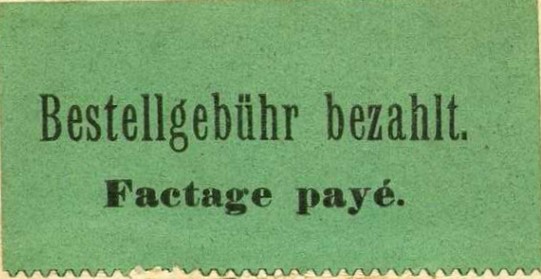 Bestellgebühr bezahlt.
Factage payé.